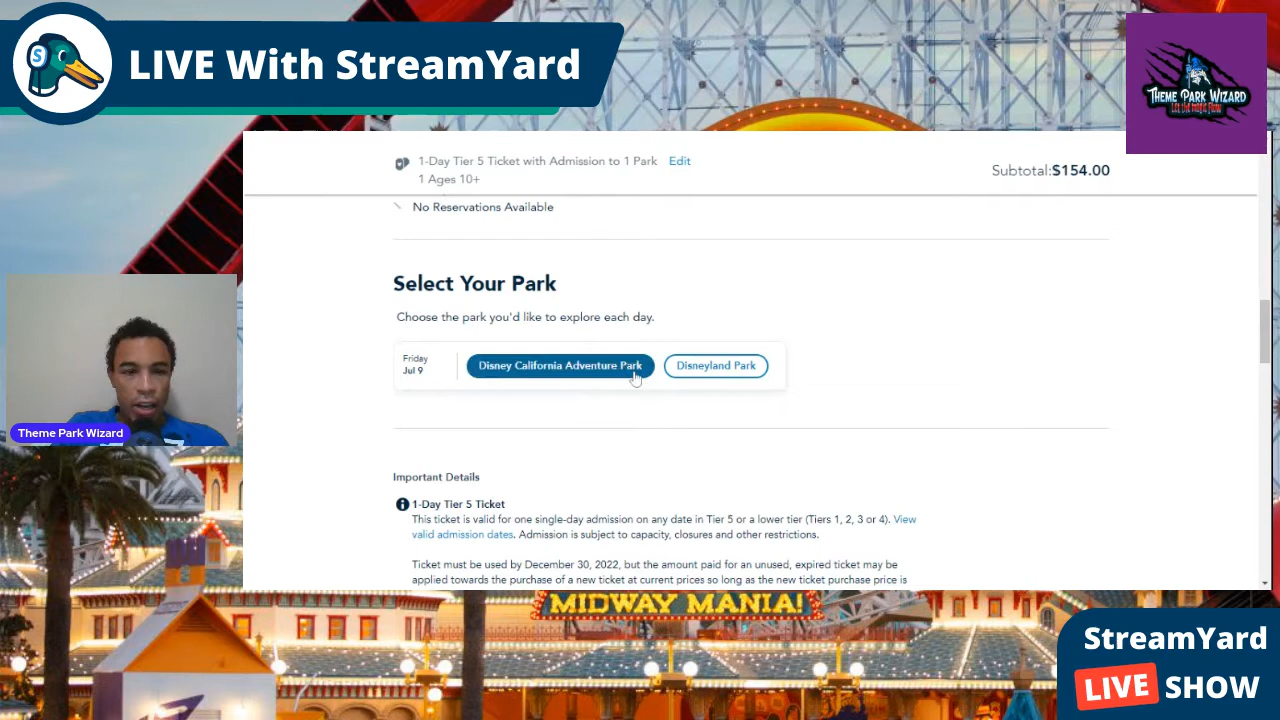 S
LIVE With StreamYard
THEME PARK WIZARD
1-Day Tier 5 Ticket with Admission to 1 Park Edit
1 Ages 10+
Subtotal:$154.00
No Reservations Available
Select Your Park
Choose the park you'd like to explore each day.
Friday
Jul 9
Disney California Adventure Park
Disneyland Park
Theme Park Wizard
Important Details
1-Day Tier 5 Ticket
This ticket is valid for one single-day admission on any date in Tier 5 or a lower tier (Tiers 1, 2, 3 or 4). View
valid admission dates. Admission is subject to capacity, closures and other restrictions.
Ticket must be used by December 30, 2022, but the amount paid for an unused, expired ticket may be
applied towards the purchase of a new ticket at current prices so long as the new ticket purchase price is
MIDWAY MANIA!
StreamYard
LIVE SHOW